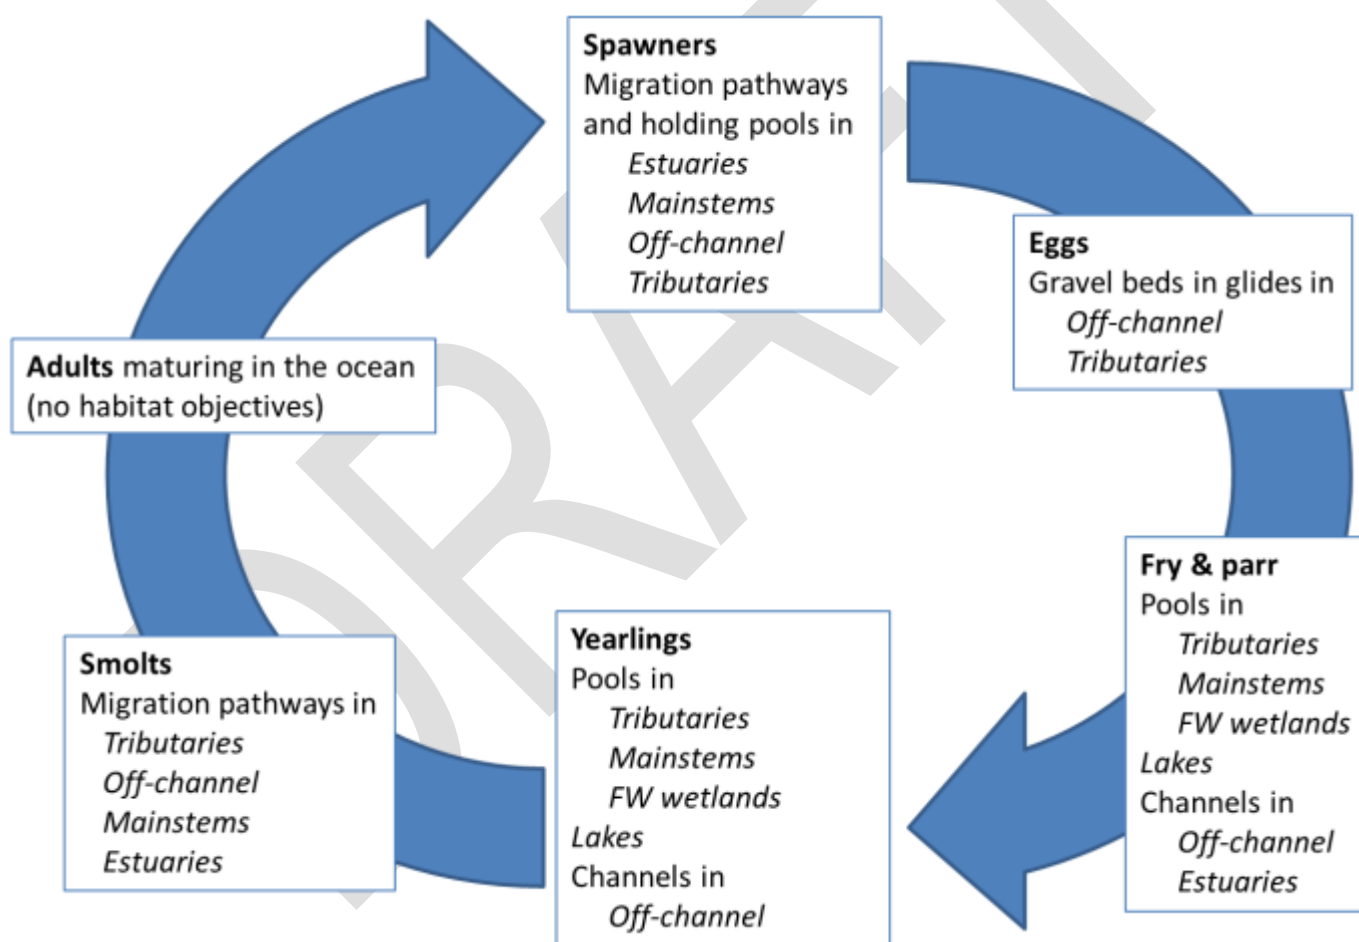 Spawners
Migration pathways
and holding pools in
Estuaries
Mainstems
Off-channel
Tributaries
Eggs
Gravel beds in glides in
Off-channel
Tributaries
Fry & parr
Pools in
Tributaries
Mainstems
FW wetlands
Lakes
Channels in
Off-channel
Estuaries
Yearlings
Pools in
Tributaries
Mainstems
FW wetlands
Lakes
Channels in
Off-channel
Smolts
Migration pathways in
Tributaries
Off-channel
Mainstems
Estuaries
Adults maturing in the ocean
(no habitat objectives)
DRAFT